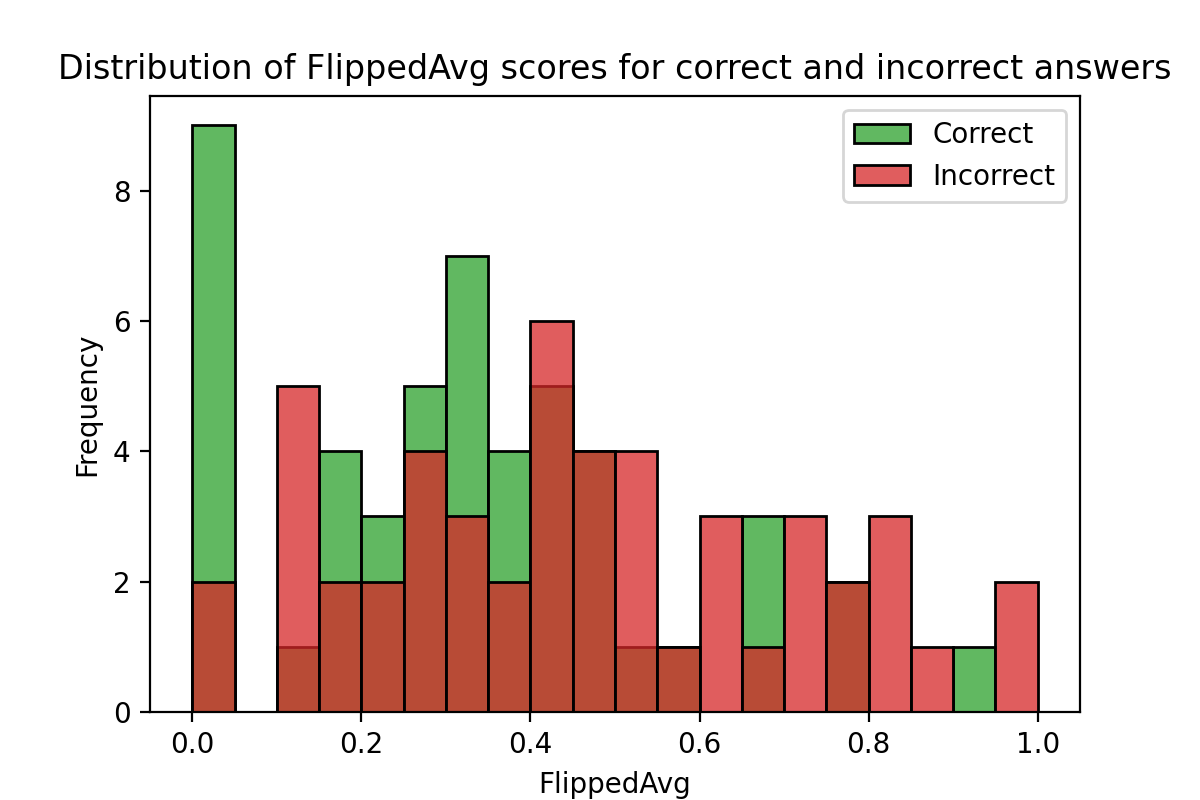 Distribution of FlippedAvg scores for correct and incorrect answers
Correct
Incorrect
Frequency
8
6
4
2
0
0.0 0.2 0.4 0.6 0.8 1.0
FlippedAvg